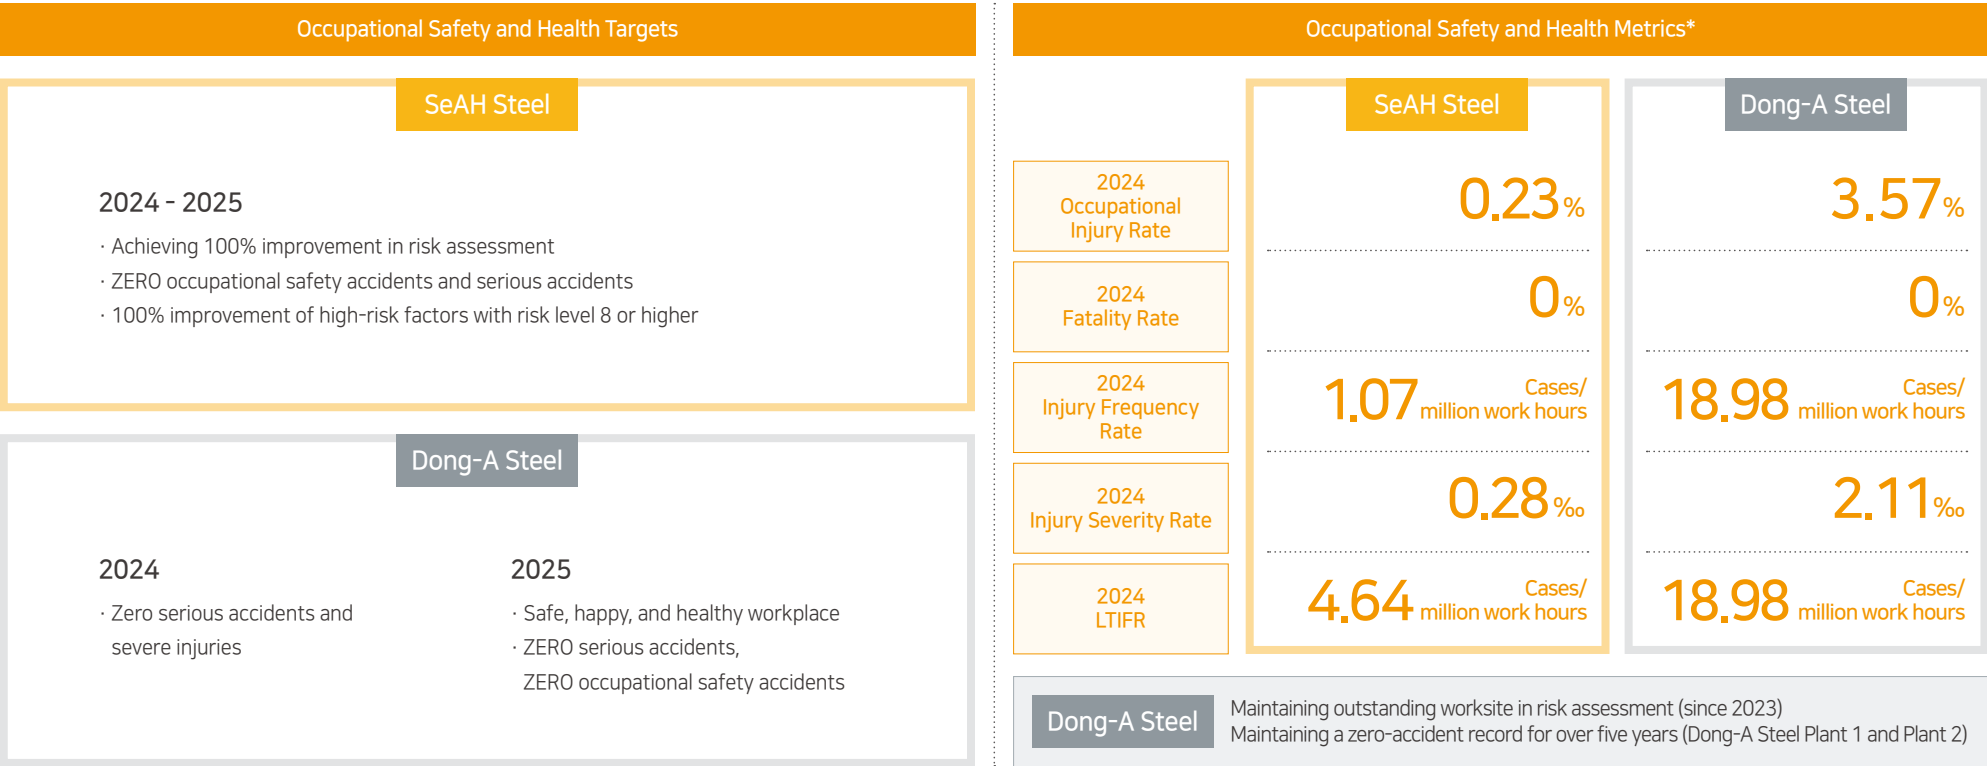 Occupational Safety and Health Targets
SeAH Steel
2024 - 2025
· Achieving 100% improvement in risk assessment
· ZERO occupational safety accidents and serious accidents
· 100% improvement of high-risk factors with risk level 8 or higher
Dong-A Steel
2024
· Zero serious accidents and
severe injuries
2025
· Safe, happy, and healthy workplace
· ZERO serious accidents,
ZERO occupational safety accidents
Occupational Safety and Health Metrics*
SeAH Steel
Dong-A Steel
2024
Occupational
Injury Rate
0.23%
3.57%
2024
Fatality Rate
0%
0%
2024
Injury Frequency
Rate
1.07 Cases/
million work hours
18.98 Cases/
million work hours
2024
Injury Severity Rate
0.28‰
2.11‰
2024
LTIFR
4.64 Cases/
million work hours
18.98 Cases/
million work hours
Dong-A Steel
Maintaining outstanding worksite in risk assessment (since 2023)
Maintaining a zero-accident record for over five years (Dong-A Steel Plant 1 and Plant 2)